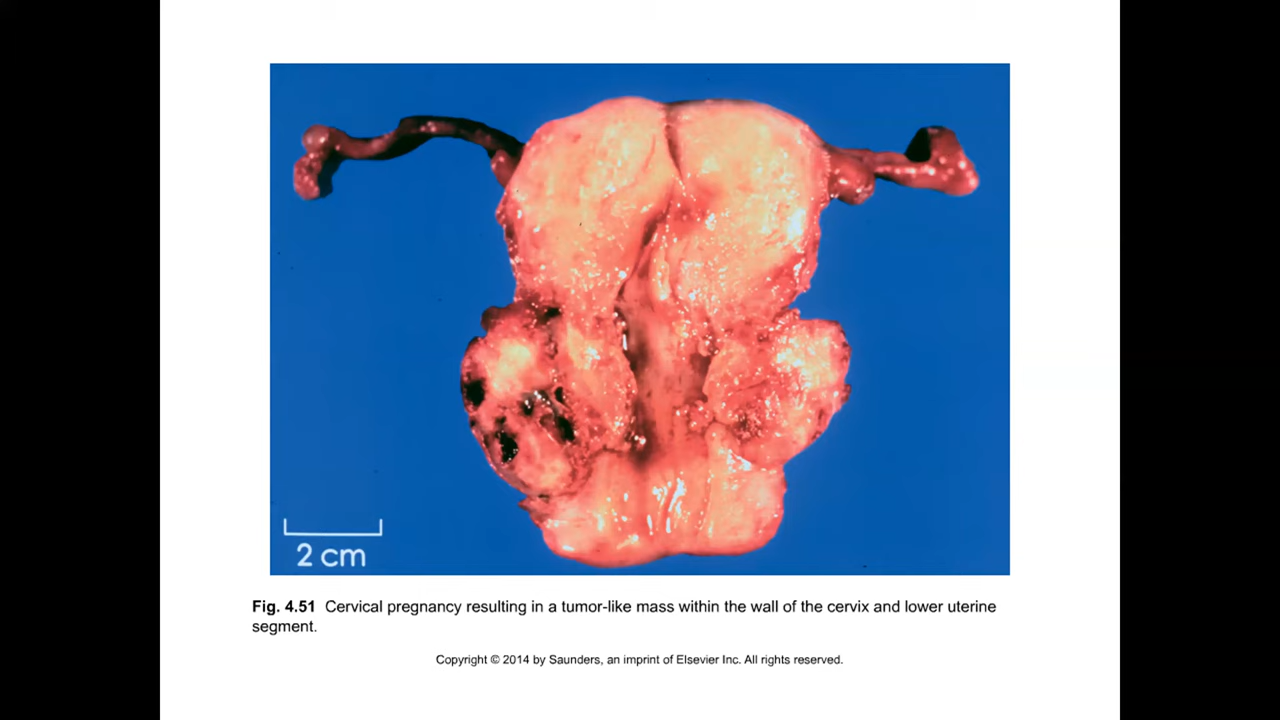 2 cm
Fig. 4.51 Cervical pregnancy resulting in a tumor-like mass within the wall of the cervix and lower uterine
segment.
Copyright © 2014 by Saunders, an imprint of Elsevier Inc. All rights reserved.